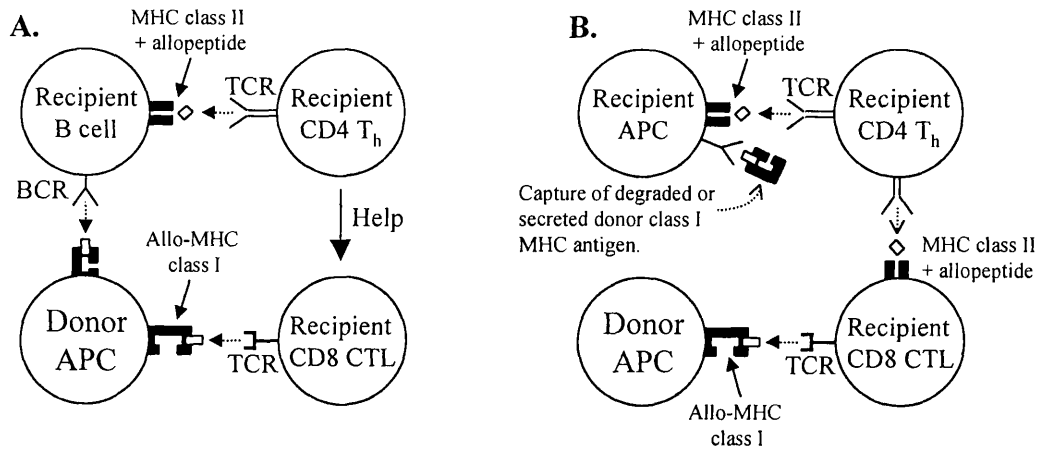 A.
MHC class II
+ allopeptide
TCR
Recipient
B cell
Recipient
CD4 Th
BCR
Help
Allo-MHC
class I
Donor
APC
TCR
Recipient
CD8 CTL
B.
MHC class II
+ allopeptide
TCR
Recipient
APC
Recipient
CD4 Th
Capture of degraded or
secreted donor class I
MHC antigen.
MHC class II
+ allopeptide
Donor
APC
TCR
Recipient
CD8 CTL
Allo-MHC
class I